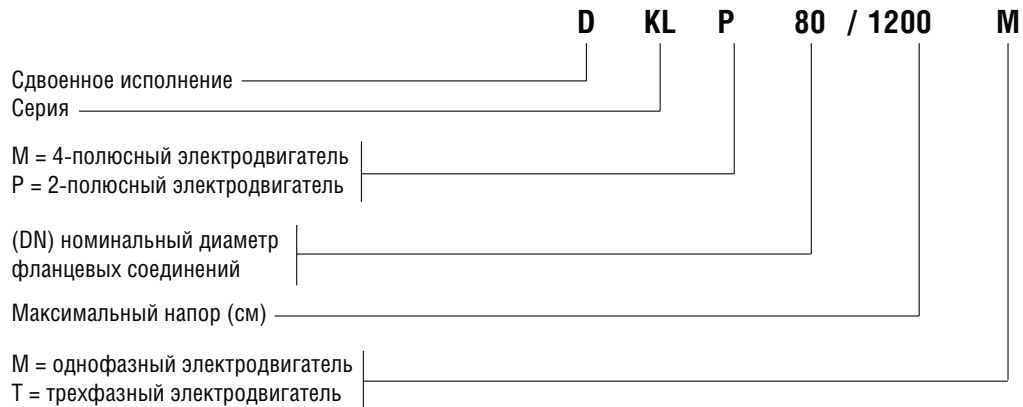 D KL P 80 / 1200 M
Сдвоенное исполнение
Серия
М = 4-полюсный электродвигатель
Р = 2-полюсный электродвигатель
(DN) номинальный диаметр
фланцевых соединений
Максимальный напор (см)
М = однофазный электродвигатель
Т = трехфазный электродвигатель